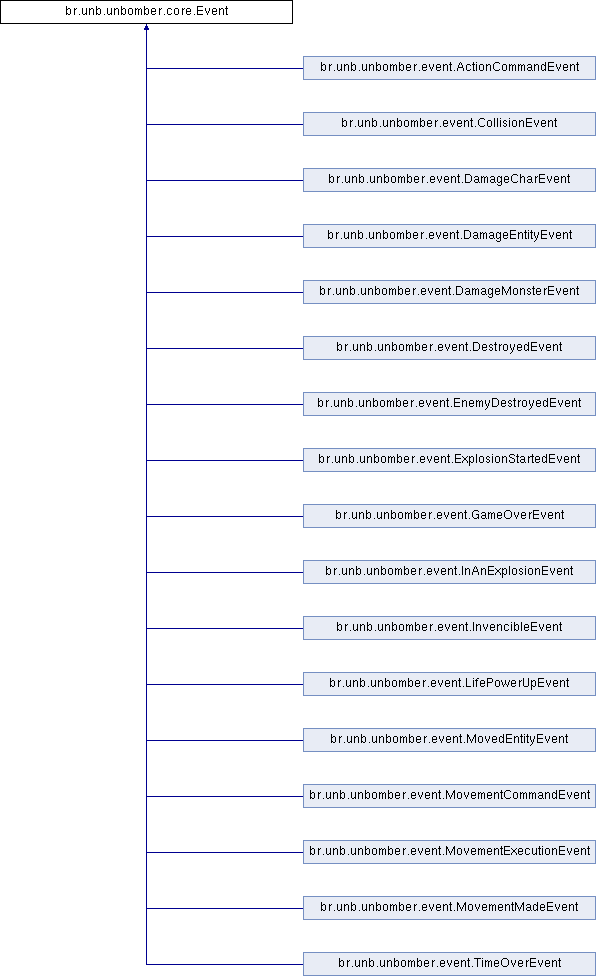 br.unb.unbomber.core.Event
br.unb.unbomber.event.ActionCommandEvent
br.unb.unbomber.event.CollisionEvent
br.unb.unbomber.event.DamageCharEvent
br.unb.unbomber.event.DamageEntityEvent
br.unb.unbomber.event.DamageMonsterEvent
br.unb.unbomber.event.DestroyedEvent
br.unb.unbomber.event.EnemyDestroyedEvent
br.unb.unbomber.event.ExplosionStartedEvent
br.unb.unbomber.event.GameOverEvent
br.unb.unbomber.event.InAnExplosionEvent
br.unb.unbomber.event.InvencibleEvent
br.unb.unbomber.event.LifePowerUpEvent
br.unb.unbomber.event.MovedEntityEvent
br.unb.unbomber.event.MovementCommandEvent
br.unb.unbomber.event.MovementExecutionEvent
br.unb.unbomber.event.MovementMadeEvent
br.unb.unbomber.event.TimeOverEvent